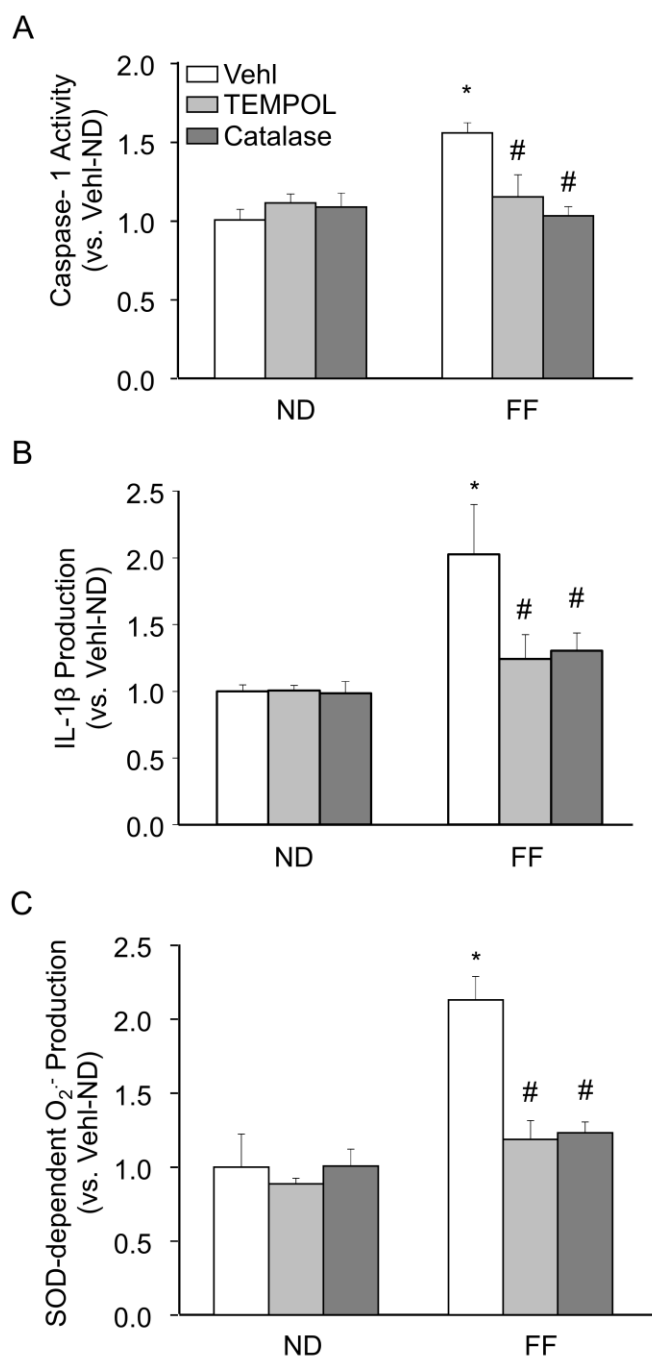 A
Caspase- 1 Activity
(vs. Vehl-ND)
2.0
1.5
1.0
0.5
0.0
Vehl
TEMPOL
Catalase
*
#
#
ND
FF
B
IL-1β Production
(vs. Vehl-ND)
2.5
2.0
1.5
1.0
0.5
0.0
*
#
#
ND
FF
C
SOD-dependent O₂·- Production
(vs. Vehl-ND)
2.5
2.0
1.5
1.0
0.5
0.0
*
#
#
ND
FF